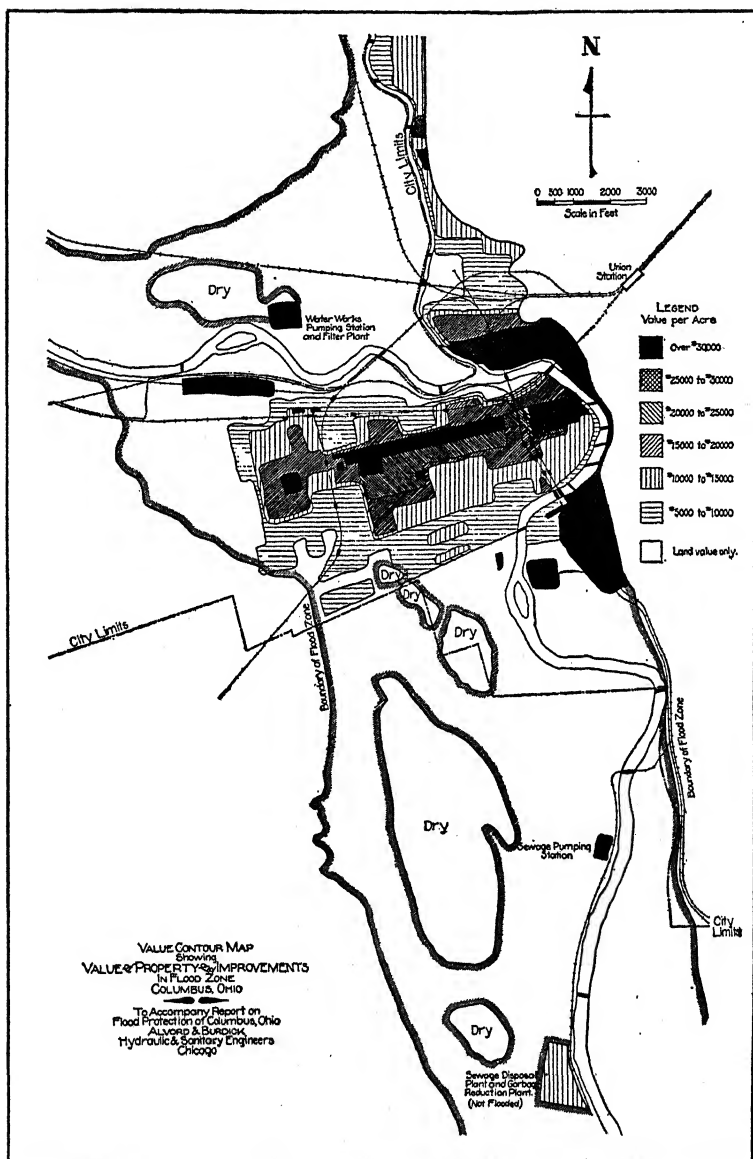 N
City Limits
0 500 1000 2000 3000
Scale in Feet
Union
Station
LEGEND
Value per Acre
Over $30000
$25000 to $30000
$20000 to $25000
$15000 to $20000
$10000 to $15000
$5000 to $10000
Land value only.
Dry
Water Works
Pumping Station
and Filter Plant
Dry
Dry
Dry
City Limits
Boundary of Flood Zone
Boundary of Flood Zone
Dry
Sewage Pumping
Station
City
Limits
VALUE CONTOUR MAP
Showing
VALUE OF PROPERTY IMPROVEMENTS
IN FLOOD ZONE
COLUMBUS, OHIO
To Accompany Report on
Flood Protection of Columbus, Ohio
ALVORD & BURDICK
Hydraulic & Sanitary Engineers
Chicago
Dry
Sewage Disposal
Plant and Garbage
Reduction Plant.
(Not Flooded)